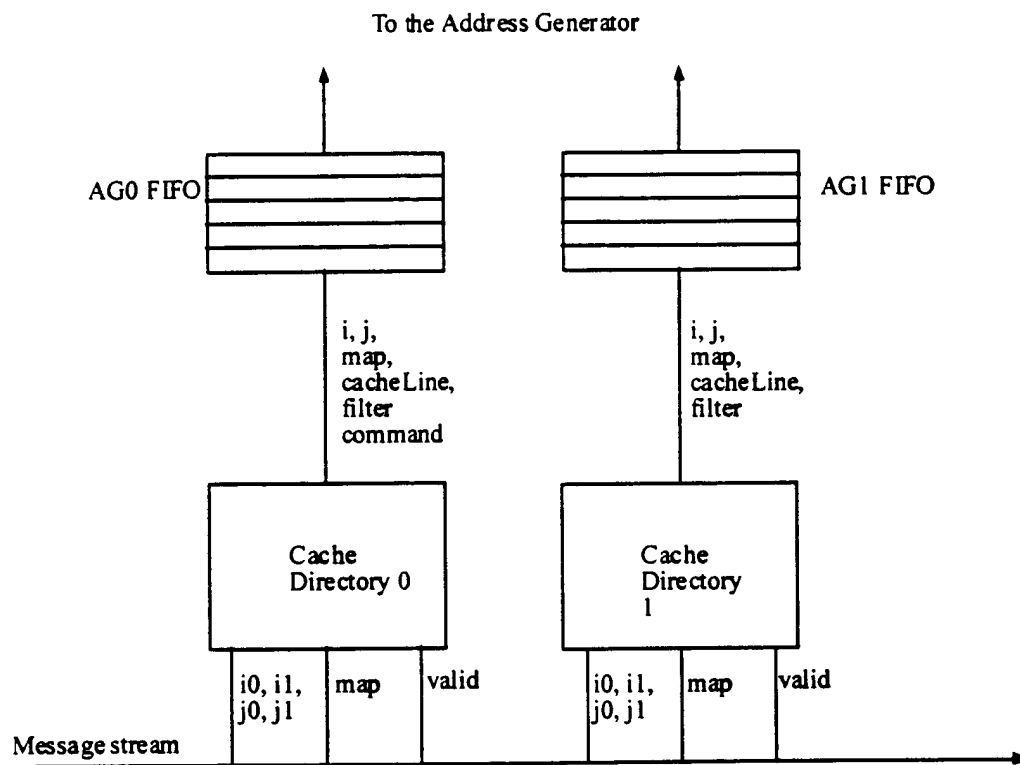 To the Address Generator
AG0 FIFO
AG1 FIFO
i, j,
map,
cacheLine,
filter
command
i, j,
map,
cacheLine,
filter
Cache
Directory 0
Cache
Directory
1
i0, i1,
j0, j1
map
valid
i0, i1,
j0, j1
map
valid
Message stream